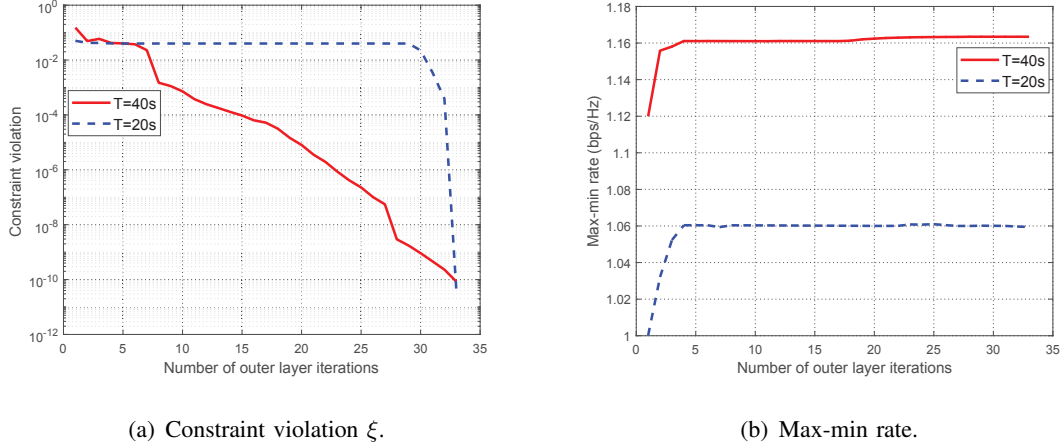 10^0
10^-2
10^-4
10^-6
10^-8
10^-10
10^-12
Constraint violation
T=40s
T=20s
0 5 10 15 20 25 30 35
Number of outer layer iterations
(a) Constraint violation ξ.
1.18
1.16
1.14
1.12
1.1
1.08
1.06
1.04
1.02
1
Max-min rate (bps/Hz)
T=40s
T=20s
0 5 10 15 20 25 30 35
Number of outer layer iterations
(b) Max-min rate.